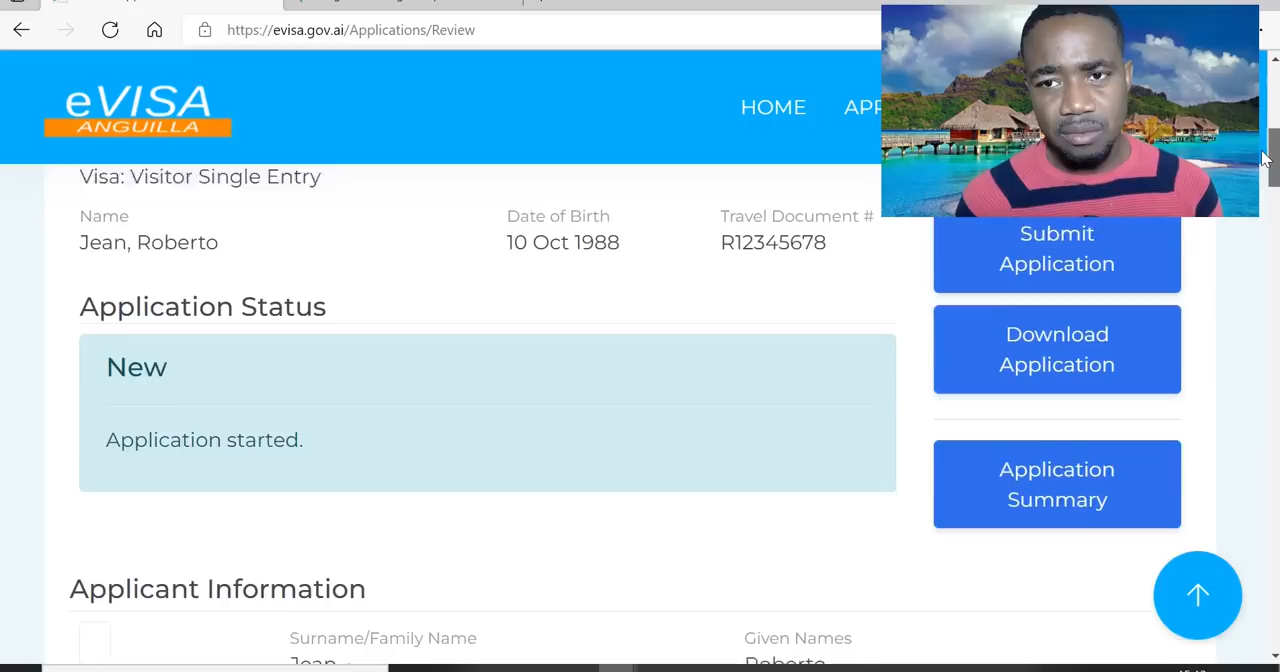 https://evisa.gov.ai/Applications/Review
eVISA
ANGUILLA
HOME
Visa: Visitor Single Entry
Name
Date of Birth
Travel Document #
Jean, Roberto
10 Oct 1988
R12345678
Submit
Application
Application Status
New
Download
Application
Application started.
Application
Summary
Applicant Information
Surname/Family Name
Given Names
Jean
Roberto